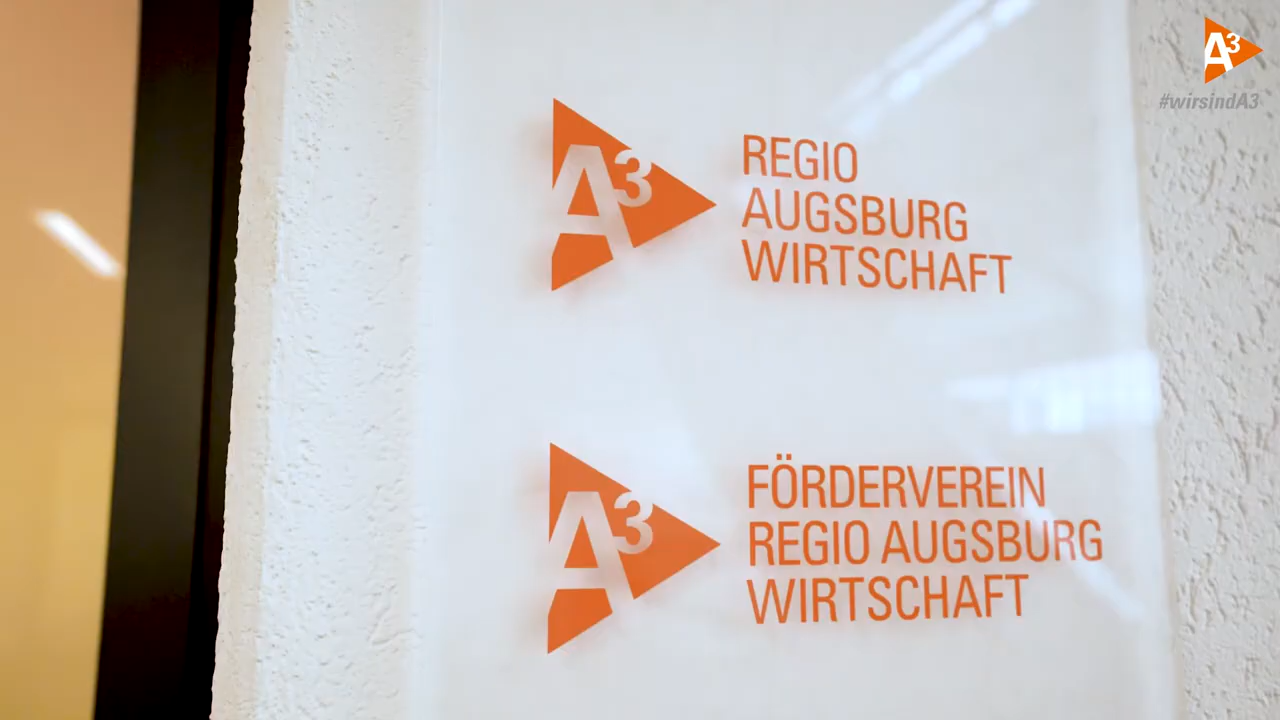 A3
#wirsindA3
A3
REGIO
AUGSBURG
WIRTSCHAFT
A3
FÖRDERVEREIN
REGIO AUGSBURG
WIRTSCHAFT